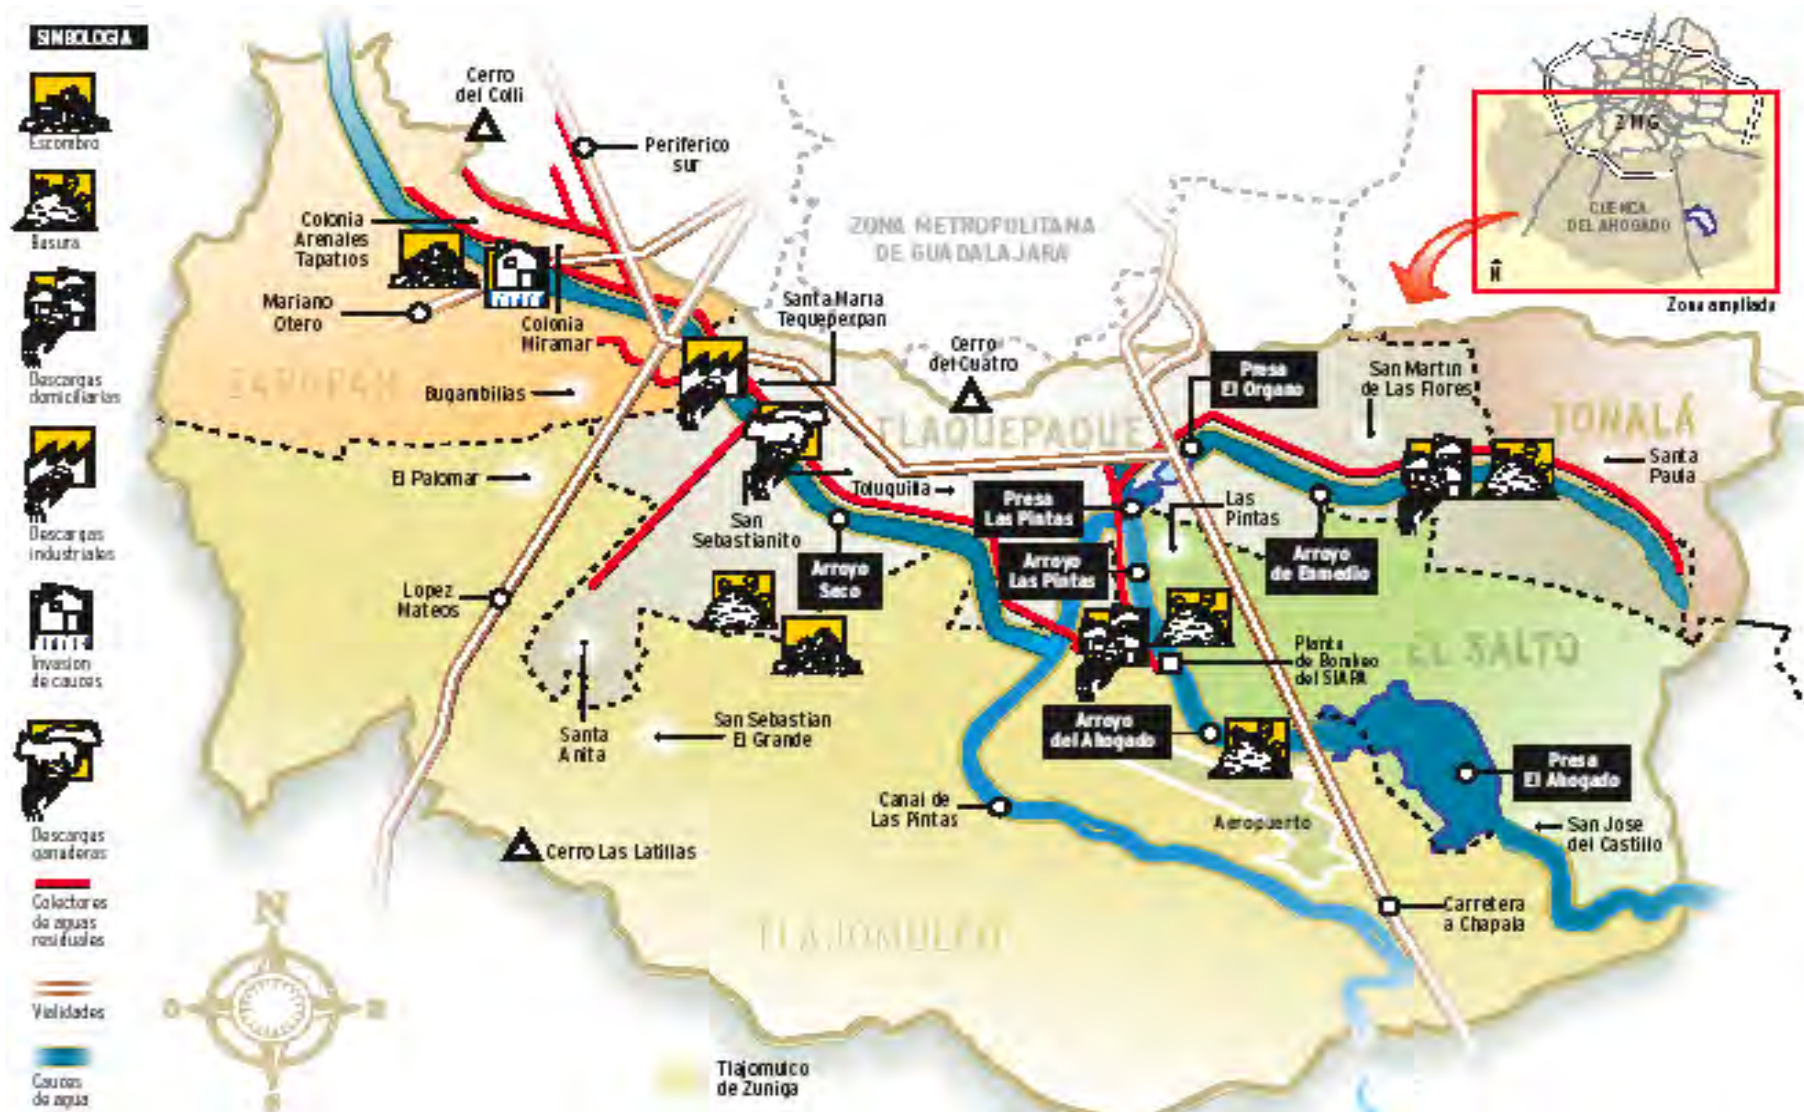 SIMBOLOGIA
Escombro
Basura
Descargas
domiciliarias
Descargas
industriales
Invasion
de cauces
Descargas
ganaderas
Colectores
de aguas
residuales
Vialidades
Cauces
de agua
Cerro
del Colli
Periferico
sur
Colonia
Arenales
Tapatios
Mariano
Otero
Colonia
Miramar
ZAPOPAN
Bugambilias
El Palomar
Lopez
Mateos
Santa
Anita
San Sebastian
El Grande
Cerro Las Latillas
ZONA METROPOLITANA
DE GUADALAJARA
Santa Maria
Tequepexpan
Cerro
del Cuatro
TLAQUEPAQUE
Toluquilla
San
Sebastianito
Arroyo
Seco
Presa
Las Pintas
Arroyo
Las Pintas
Presa
El Organo
Las
Pintas
San Martin
de Las Flores
TONALÁ
Santa
Paula
Arroyo
de Enmedio
EL SALTO
Planta
de Bombeo
del SIAPA
Arroyo
del Ahogado
Presa
El Ahogado
San Jose
del Castillo
Canal de
Las Pintas
Aeropuerto
Carretera
a Chapala
TLAJOMULCO
Tlajomulco
de Zuniga
ZMG
CUENCA
DEL AHOGADO
N
Zona ampliada
N
O
E
S